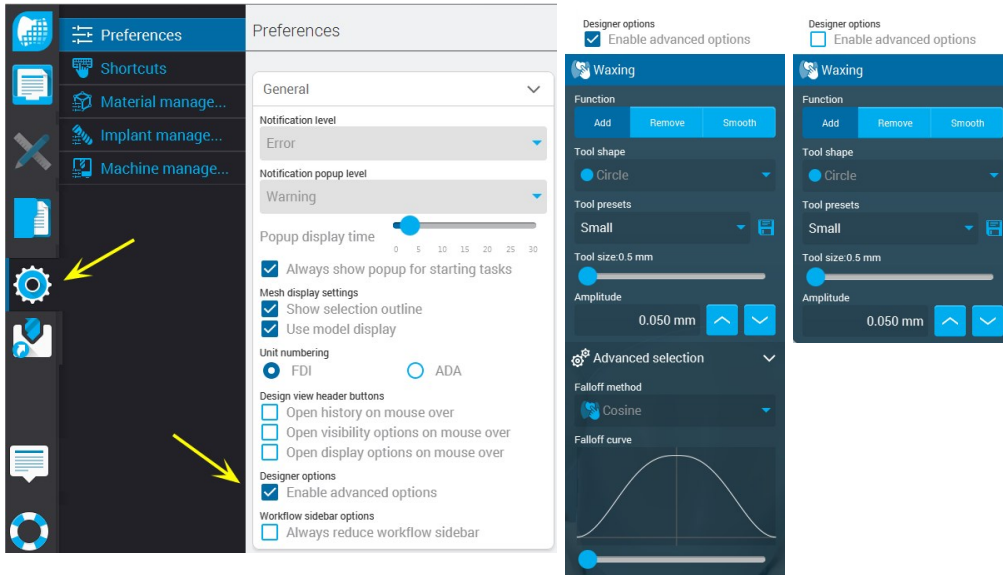 Preferences
Shortcuts
Material manage...
Implant manage...
Machine manage...
Preferences
General
Notification level
Error
Notification popup level
Warning
Popup display time
0 5 10 15 20 25 30
Always show popup for starting tasks
Mesh display settings
Show selection outline
Use model display
Unit numbering
FDI ADA
Design view header buttons
Open history on mouse over
Open visibility options on mouse over
Open display options on mouse over
Designer options
Enable advanced options
Workflow sidebar options
Always reduce workflow sidebar
Designer options
Enable advanced options
Waxing
Function
Add Remove Smooth
Tool shape
Circle
Tool presets
Small
Tool size:0.5 mm
Amplitude
0.050 mm
Advanced selection
Falloff method
Cosine
Falloff curve
Designer options
Enable advanced options
Waxing
Function
Add Remove Smooth
Tool shape
Circle
Tool presets
Small
Tool size:0.5 mm
Amplitude
0.050 mm